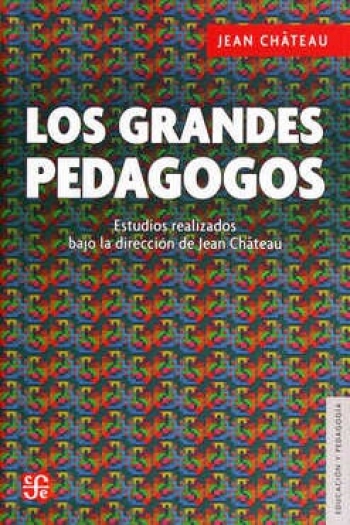 JEAN CHÂTEAU
LOS GRANDES
PEDAGOGOS
Estudios realizados
bajo la dirección de Jean Château
EDUCACIÓN Y PEDAGOGÍA